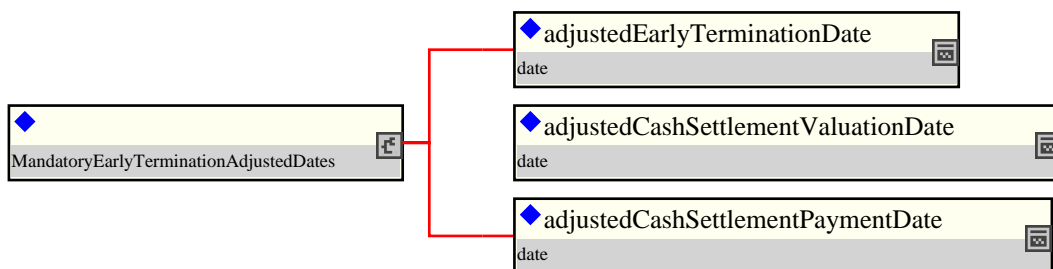 adjustedEarlyTerminationDate
date
MandatoryEarlyTerminationAdjustedDates
adjustedCashSettlementValuationDate
date
adjustedCashSettlementPaymentDate
date